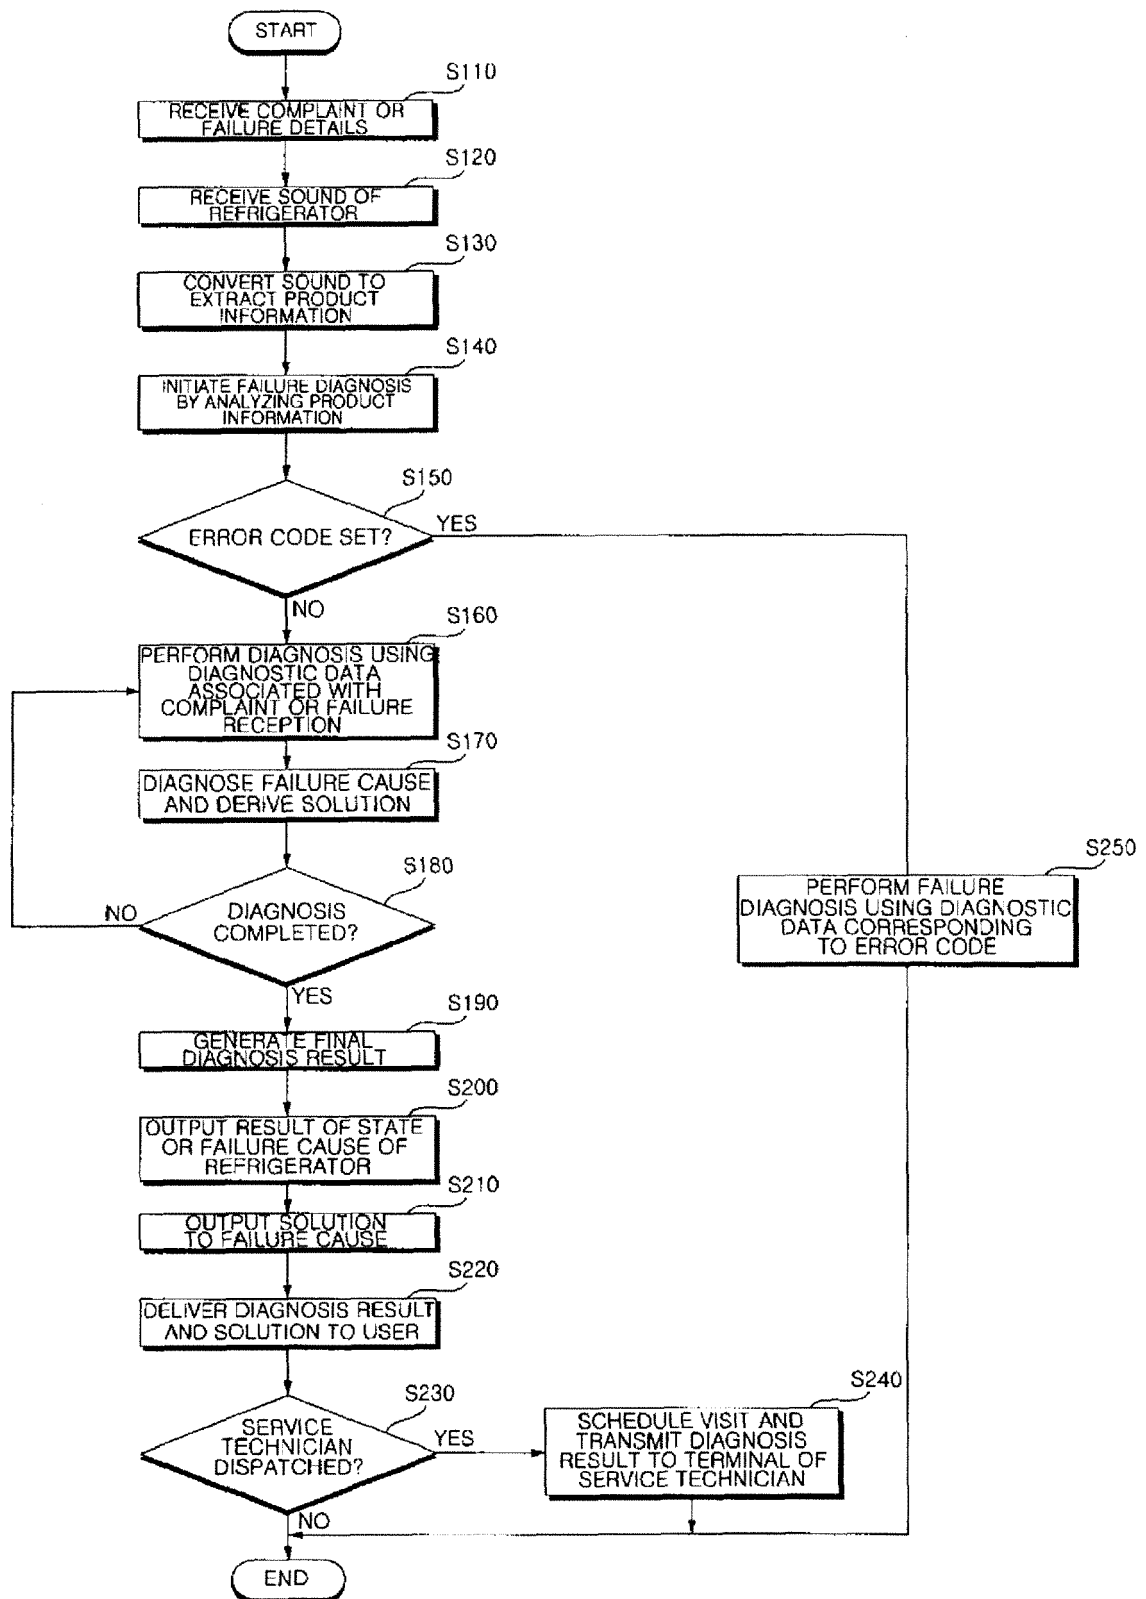 START
S110
RECEIVE COMPLAINT OR
FAILURE DETAILS
S120
RECEIVE SOUND OF
REFRIGERATOR
S130
CONVERT SOUND TO
EXTRACT PRODUCT
INFORMATION
S140
INITIATE FAILURE DIAGNOSIS
BY ANALYZING PRODUCT
INFORMATION
S150
ERROR CODE SET?
YES
NO
S160
PERFORM DIAGNOSIS USING
DIAGNOSTIC DATA
ASSOCIATED WITH
COMPLAINT OR FAILURE
RECEPTION
S170
DIAGNOSE FAILURE CAUSE
AND DERIVE SOLUTION
S180
DIAGNOSIS
COMPLETED?
NO
YES
S250
PERFORM FAILURE
DIAGNOSIS USING DIAGNOSTIC
DATA CORRESPONDING
TO ERROR CODE
S190
GENERATE FINAL
DIAGNOSIS RESULT
S200
OUTPUT RESULT OF STATE
OR FAILURE CAUSE OF
REFRIGERATOR
S210
OUTPUT SOLUTION
TO FAILURE CAUSE
S220
DELIVER DIAGNOSIS RESULT
AND SOLUTION TO USER
S230
SERVICE
TECHNICIAN
DISPATCHED?
YES
NO
S240
SCHEDULE VISIT AND
TRANSMIT DIAGNOSIS
RESULT TO TERMINAL OF
SERVICE TECHNICIAN
END